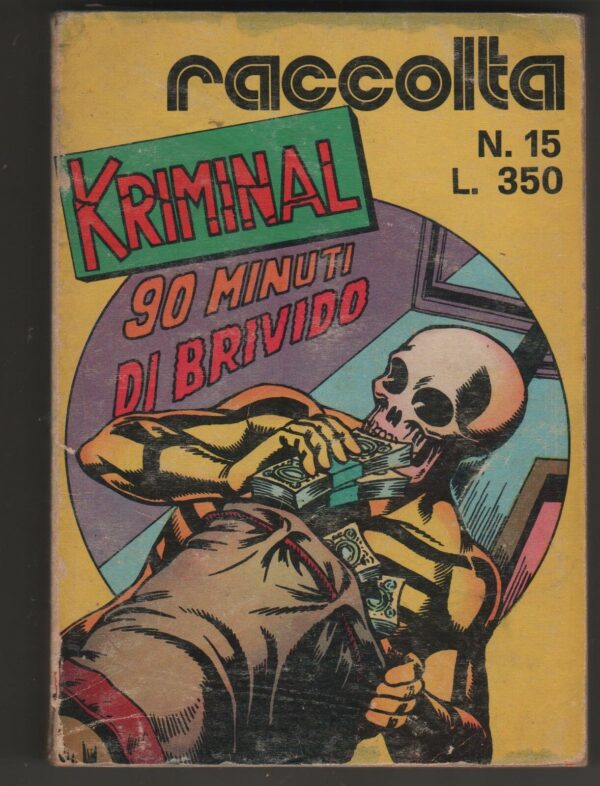 raccolta
N. 15
L. 350
KRIMINAL
90 MINUTI
DI BRIVIDO